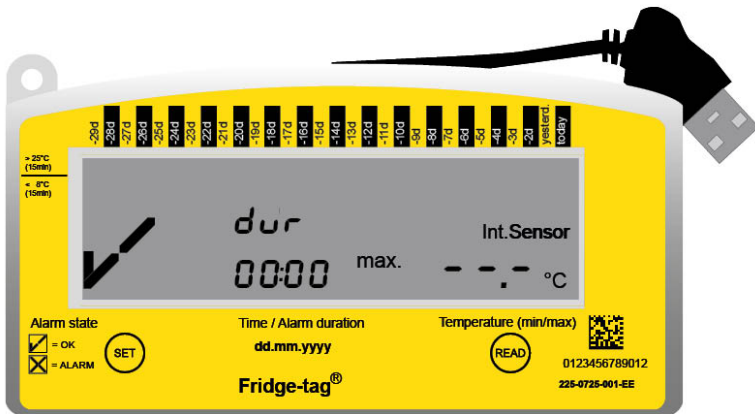 -29d -28d -27d -26d -25d -24d -23d -22d -21d -20d -19d -18d -17d -16d -15d -14d -13d -12d -11d -10d -9d -8d -7d -6d -5d -4d -3d -2d yesterd. today
> 25°C
(15min)
< 8°C
(15min)
dur
Int.Sensor
00:00 max. --.- °C
Alarm state
Time / Alarm duration
Temperature (min/max)
= OK
= ALARM
SET
dd.mm.yyyy
READ
0123456789012
Fridge-tag®
225-0725-001-EE